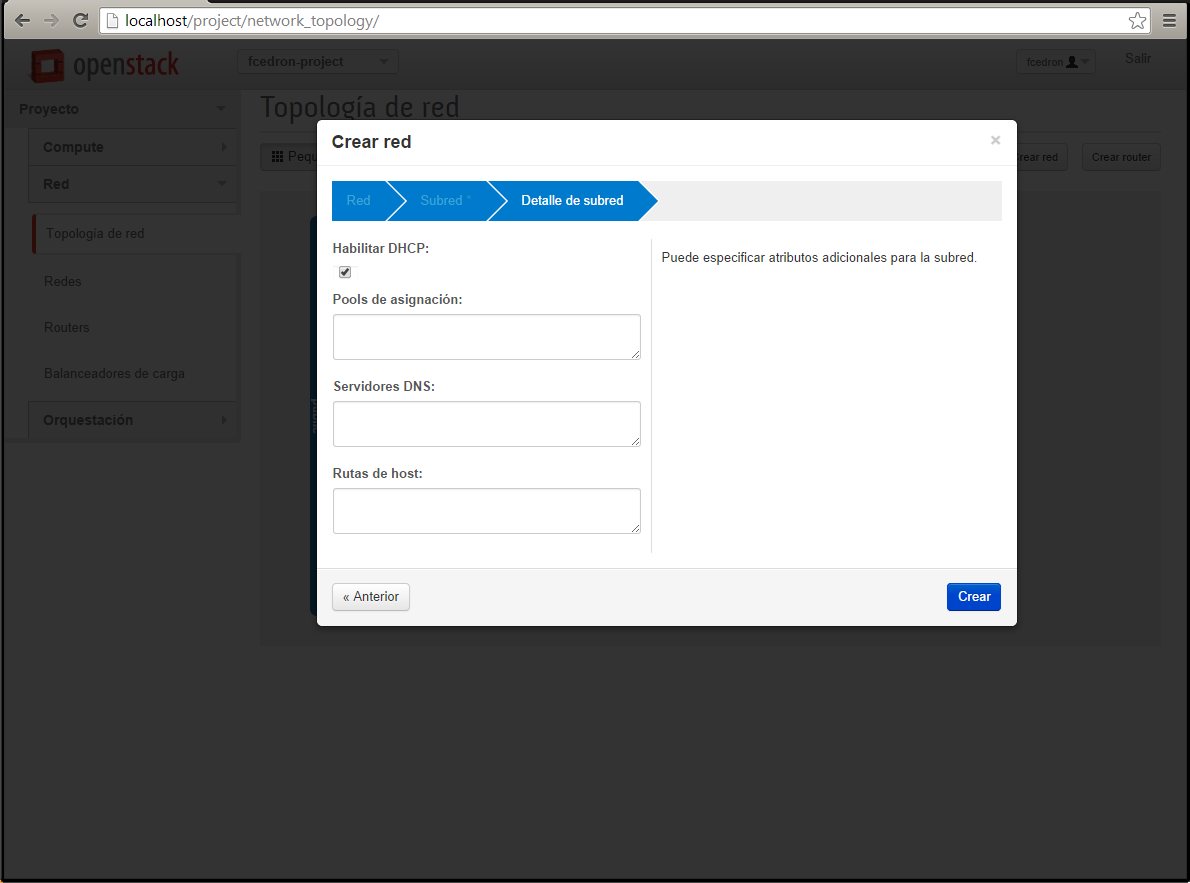 localhost/project/network_topology/
openstack
fcedron-project
fcedron
Salir
Proyecto
Compute
Red
Topología de red
Redes
Routers
Balanceadores de carga
Orquestación
Topología de red
Pequ
rear red
Crear router
Crear red
×
Red
Subred *
Detalle de subred
Habilitar DHCP:
Pools de asignación:
Servidores DNS:
Rutas de host:
Puede especificar atributos adicionales para la subred.
« Anterior
Crear